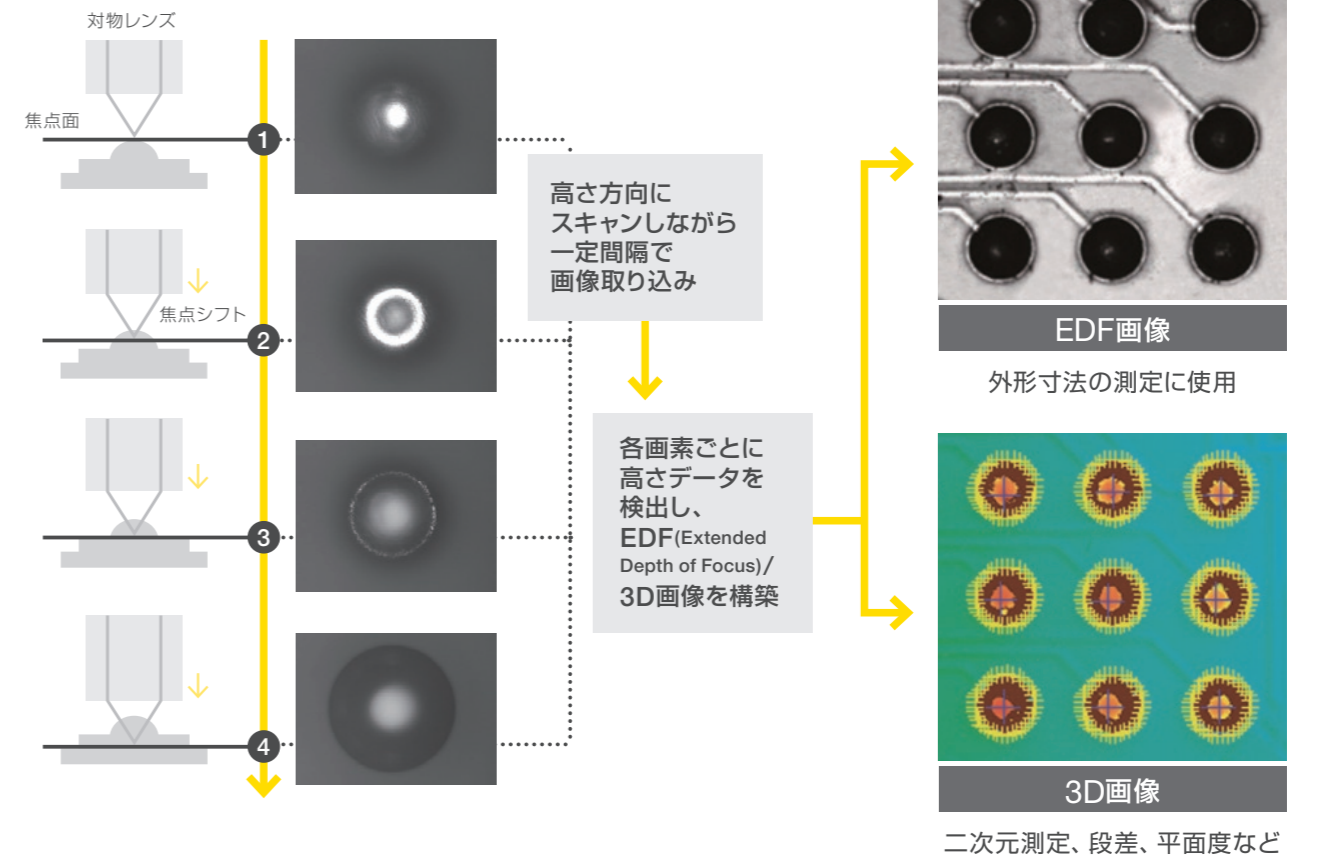 対物レンズ
焦点面
1
焦点シフト
2
3
4
高さ方向に
スキャンしながら
一定間隔で
画像取り込み
各画素ごとに
高さデータを
検出し、
EDF(Extended
Depth of Focus)/
3D画像を構築
EDF画像
外形寸法の測定に使用
3D画像
二次元測定、段差、平面度など